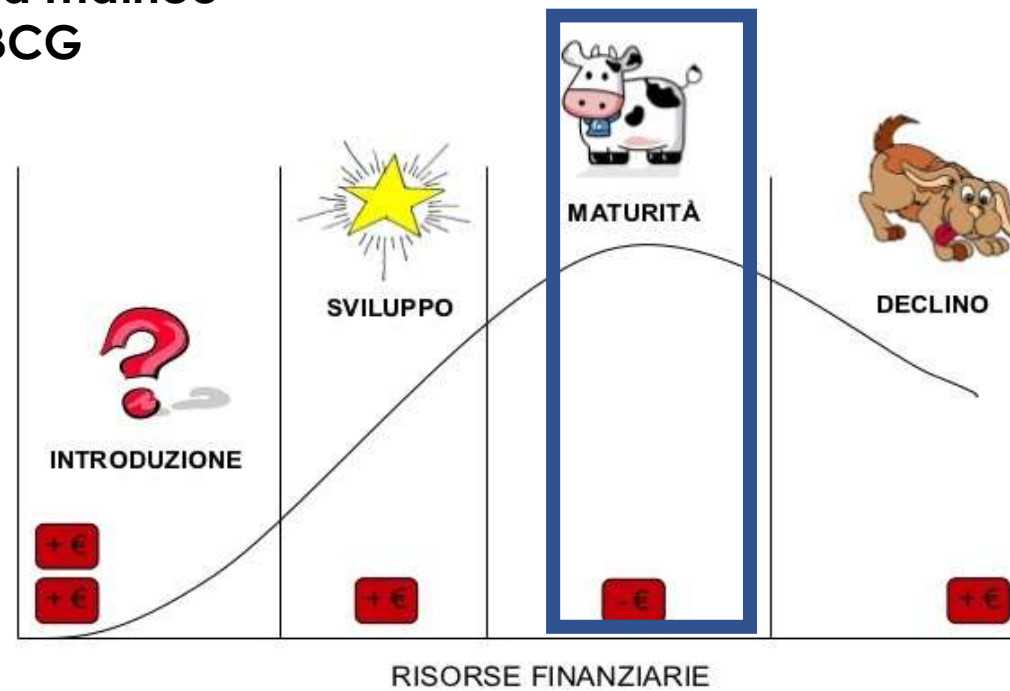 BCG
MATURITÀ
SVILUPPO
DECLINO
INTRODUZIONE
+ €
+ €
+ €
- €
+ €
RISORSE FINANZIARIE